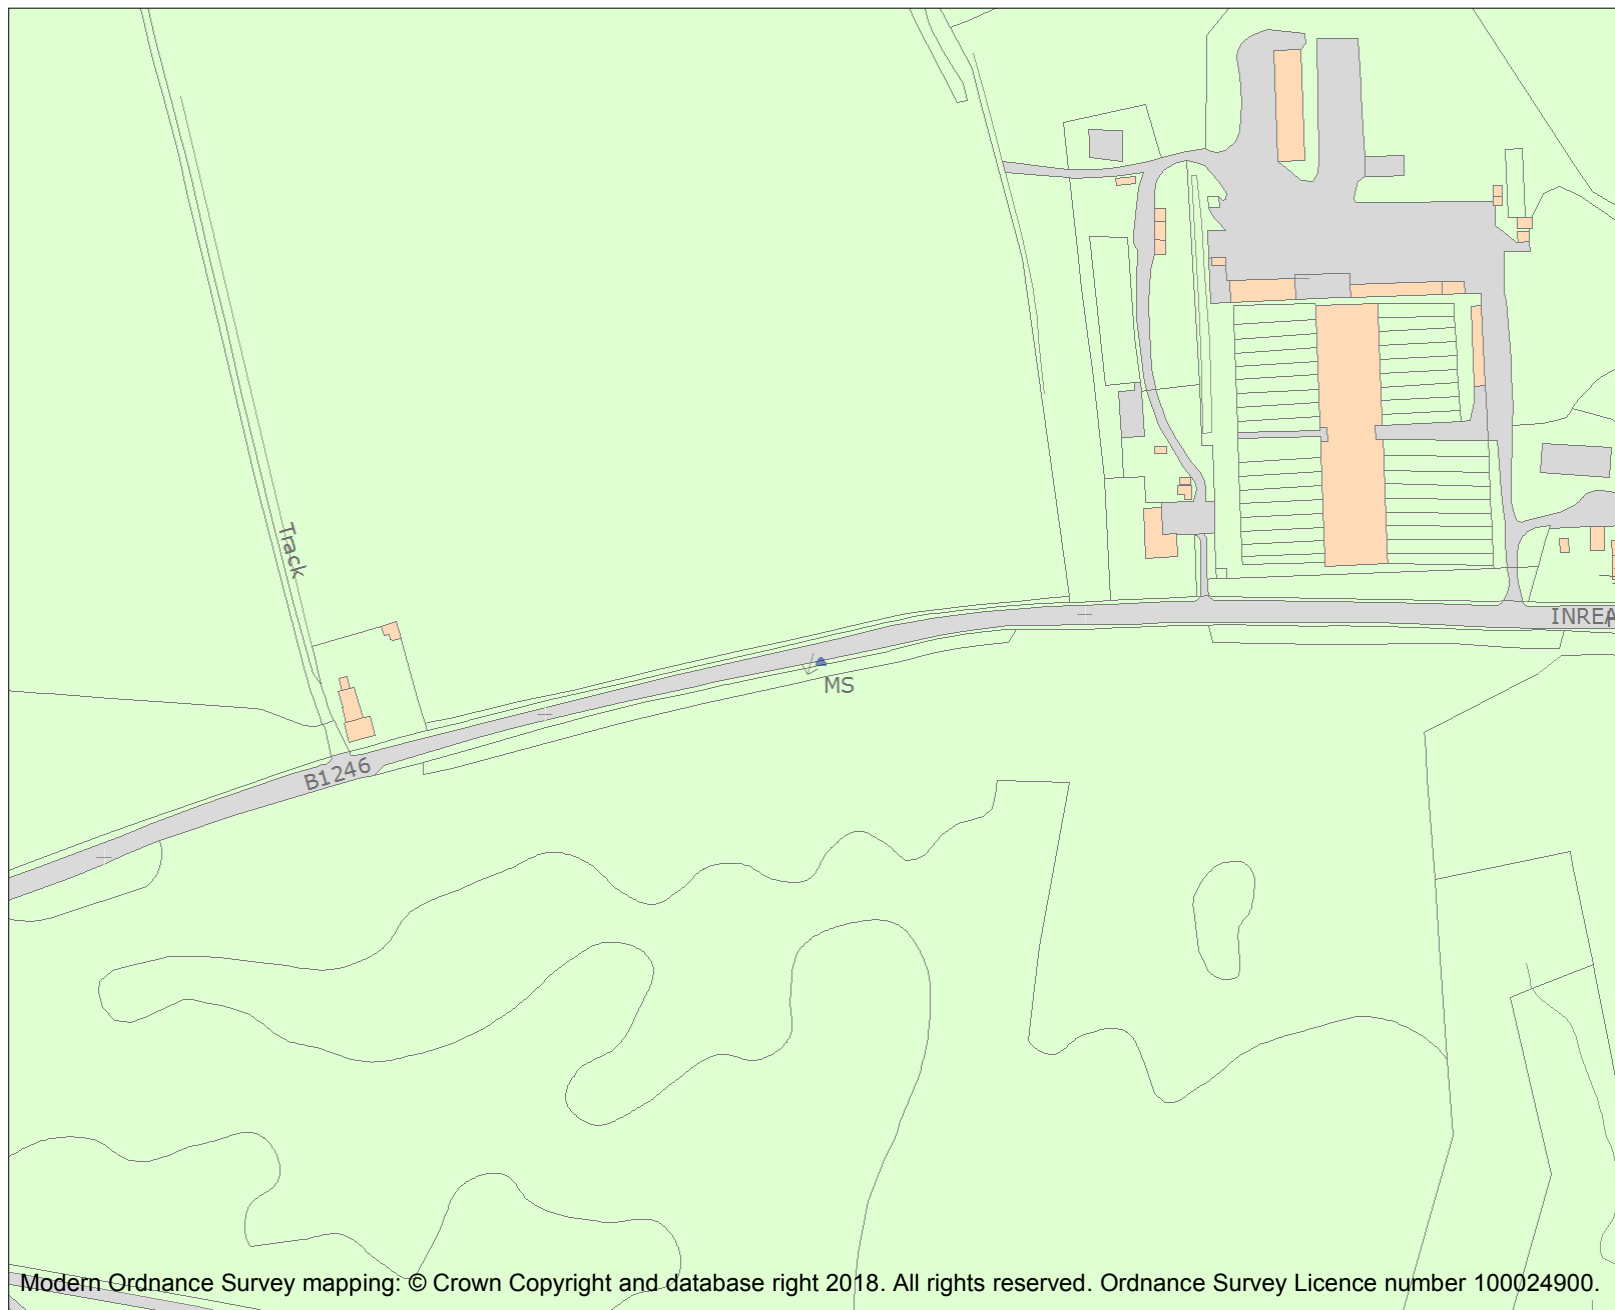 Track
INREA
MS
B1246
Modern Ordnance Survey mapping: © Crown Copyright and database right 2018. All rights reserved. Ordnance Survey Licence number 100024900.